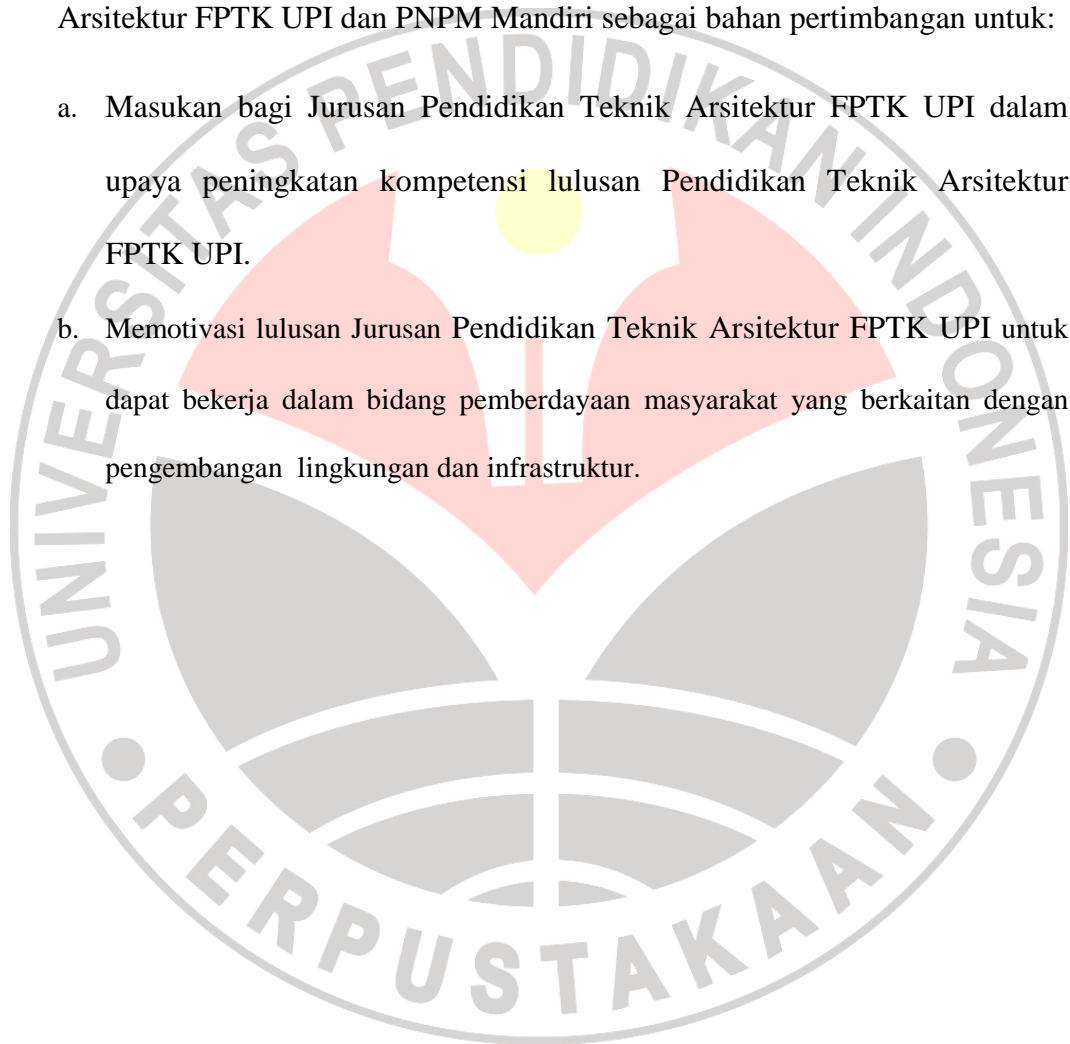 Arsitektur FPTK UPI dan PNPM Mandiri sebagai bahan pertimbangan untuk:
a. Masukan bagi Jurusan Pendidikan Teknik Arsitektur FPTK UPI dalam
upaya peningkatan kompetensi lulusan Pendidikan Teknik Arsitektur
FPTK UPI.
b. Memotivasi lulusan Jurusan Pendidikan Teknik Arsitektur FPTK UPI untuk
dapat bekerja dalam bidang pemberdayaan masyarakat yang berkaitan dengan
pengembangan lingkungan dan infrastruktur.
UNIVERSITAS PENDIDIKAN INDONESIA
PERPUSTAKAAN